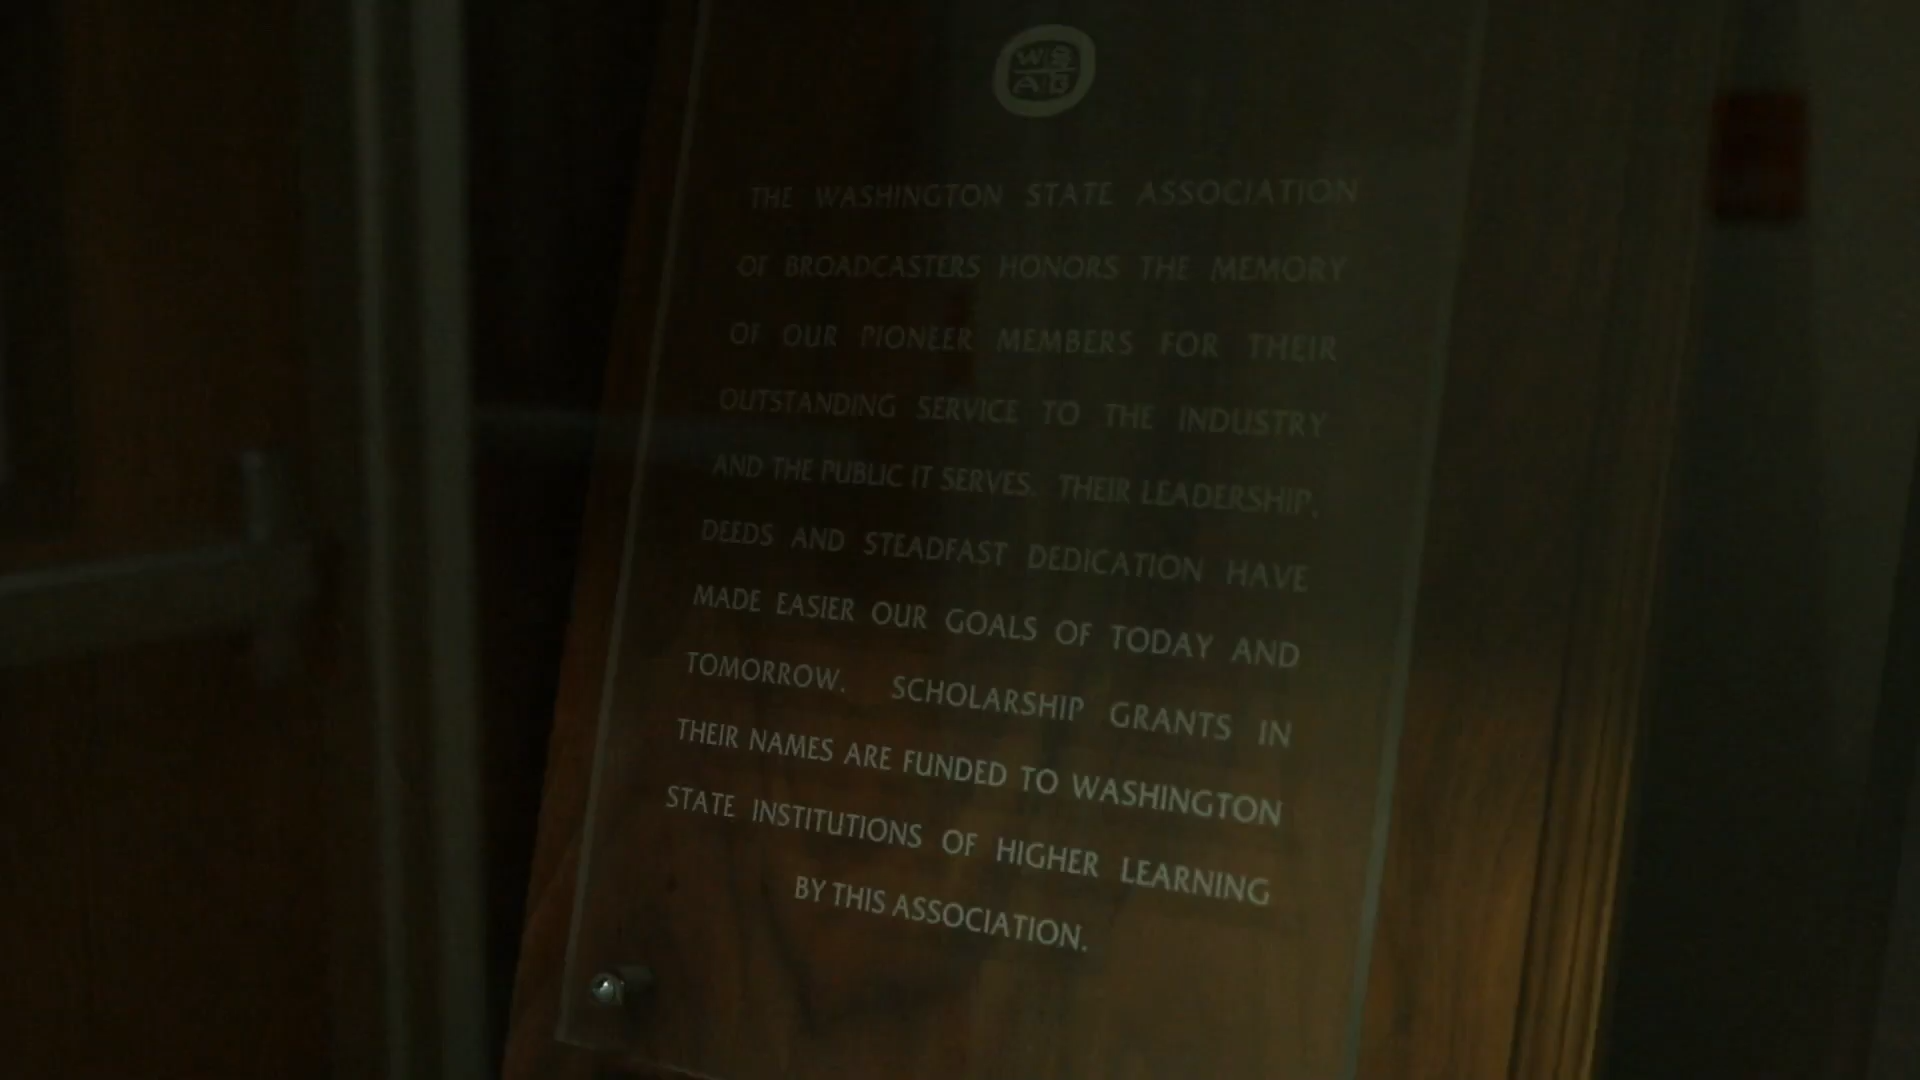 WS
AB
THE WASHINGTON STATE ASSOCIATION
OF BROADCASTERS HONORS THE MEMORY
OF OUR PIONEER MEMBERS FOR THEIR
OUTSTANDING SERVICE TO THE INDUSTRY
AND THE PUBLIC IT SERVES. THEIR LEADERSHIP,
DEEDS AND STEADFAST DEDICATION HAVE
MADE EASIER OUR GOALS OF TODAY AND
TOMORROW. SCHOLARSHIP GRANTS IN
THEIR NAMES ARE FUNDED TO WASHINGTON
STATE INSTITUTIONS OF HIGHER LEARNING
BY THIS ASSOCIATION.